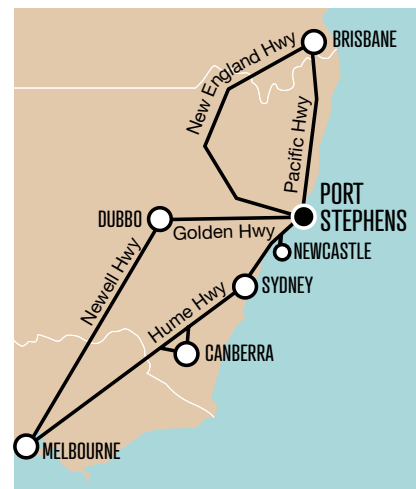 BRISBANE
New England Hwy
Pacific Hwy
PORT
STEPHENS
DUBBO
Golden Hwy
NEWCASTLE
Newell Hwy
SYDNEY
Hume Hwy
CANBERRA
MELBOURNE